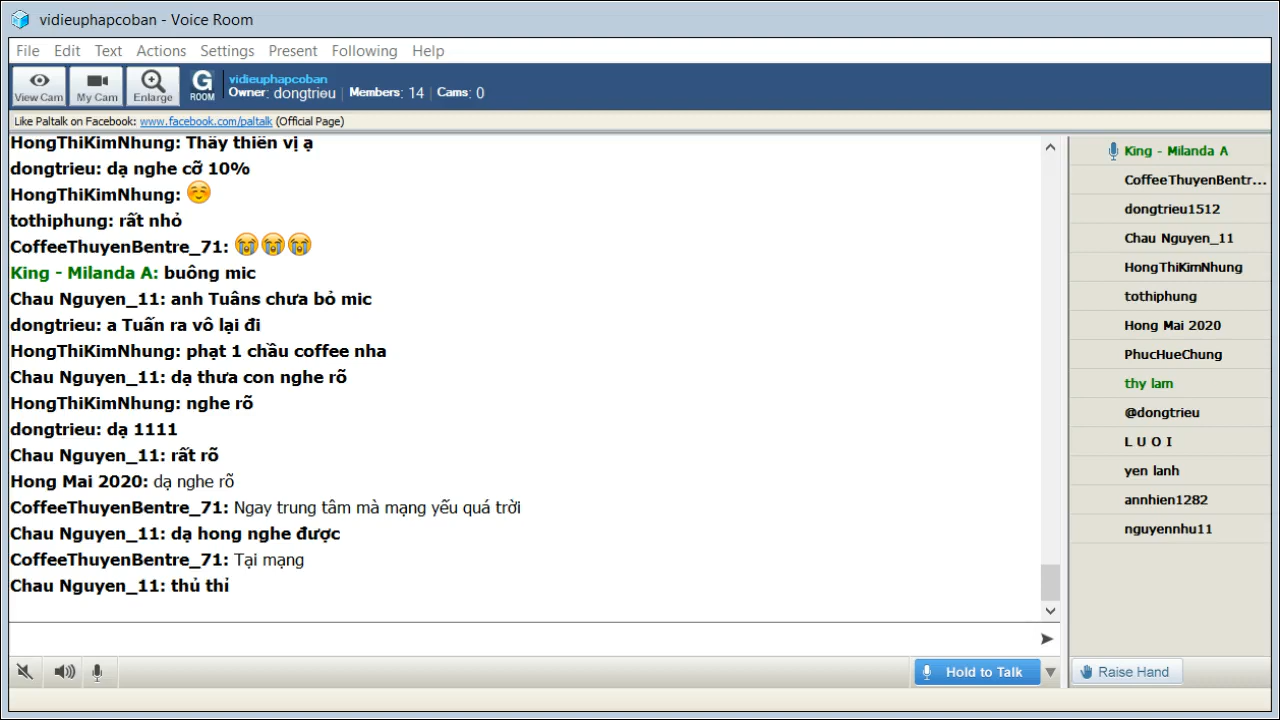 vidieuphapcoban - Voice Room
File Edit Text Actions Settings Present Following Help
View Cam My Cam Enlarge G ROOM vidieuphapcoban
Owner: dongtrieu | Members: 14 | Cams: 0
Like Paltalk on Facebook: www.facebook.com/paltalk (Official Page)
HongThiKimNhung: Thầy thiên vị ạ
dongtrieu: dạ nghe cỡ 10%
HongThiKimNhung: ☺️
tothiphung: rất nhỏ
CoffeeThuyenBentre_71: 😭😭😭
King - Milanda A: buông mic
Chau Nguyen_11: anh Tuâns chưa bỏ mic
dongtrieu: a Tuấn ra vô lại đi
HongThiKimNhung: phạt 1 chầu coffee nha
Chau Nguyen_11: dạ thưa con nghe rõ
HongThiKimNhung: nghe rõ
dongtrieu: dạ 1111
Chau Nguyen_11: rất rõ
Hong Mai 2020: dạ nghe rõ
CoffeeThuyenBentre_71: Ngay trung tâm mà mạng yếu quá trời
Chau Nguyen_11: dạ hong nghe được
CoffeeThuyenBentre_71: Tại mạng
Chau Nguyen_11: thủ thỉ
King - Milanda A
CoffeeThuyenBentr...
dongtrieu1512
Chau Nguyen_11
HongThiKimNhung
tothiphung
Hong Mai 2020
PhucHueChung
thy lam
@dongtrieu
L U O I
yen lanh
annhien1282
nguyennhu11
Hold to Talk
Raise Hand